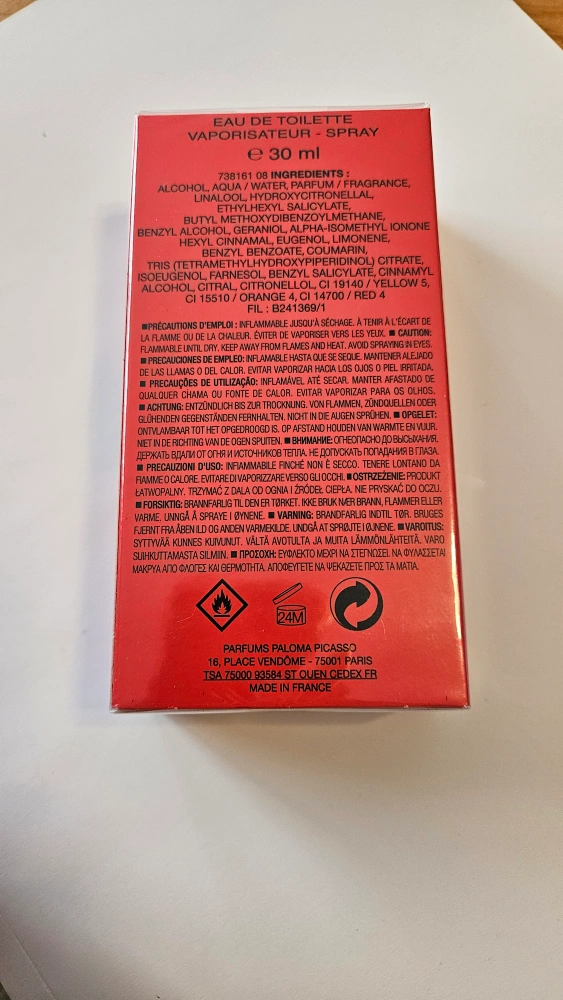 EAU DE TOILETTE
VAPORISATEUR - SPRAY
℮ 30 ml
738161 08 INGREDIENTS :
ALCOHOL, AQUA / WATER, PARFUM / FRAGRANCE,
LINALOOL, HYDROXYCITRONELLAL,
ETHYLHEXYL SALICYLATE,
BUTYL METHOXYDIBENZOYLMETHANE,
BENZYL ALCOHOL, GERANIOL, ALPHA-ISOMETHYL IONONE
HEXYL CINNAMAL, EUGENOL, LIMONENE,
BENZYL BENZOATE, COUMARIN,
TRIS (TETRAMETHYLHYDROXYPIPERIDINOL) CITRATE,
ISOEUGENOL, FARNESOL, BENZYL SALICYLATE, CINNAMYL
ALCOHOL, CITRAL, CITRONELLOL, CI 19140 / YELLOW 5,
CI 15510 / ORANGE 4, CI 14700 / RED 4
FIL : B241369/1
■PRÉCAUTIONS D'EMPLOI : INFLAMMABLE JUSQU'À SÉCHAGE. À TENIR À L'ÉCART DE
LA FLAMME OU DE LA CHALEUR. ÉVITER DE VAPORISER VERS LES YEUX. ■ CAUTION:
FLAMMABLE UNTIL DRY. KEEP AWAY FROM FLAMES AND HEAT. AVOID SPRAYING IN EYES.
■ PRECAUCIONES DE EMPLEO: INFLAMABLE HASTA QUE SE SEQUE. MANTENER ALEJADO
DE LAS LLAMAS O DEL CALOR. EVITAR VAPORIZAR HACIA LOS OJOS O PIEL IRRITADA.
■ PRECAUÇÕES DE UTILIZAÇÃO: INFLAMÁVEL ATÉ SECAR. MANTER AFASTADO DE
QUALQUER CHAMA OU FONTE DE CALOR. EVITAR VAPORIZAR PARA OS OLHOS.
■ ACHTUNG: ENTZÜNDLICH BIS ZUR TROCKNUNG. VON FLAMMEN, ZÜNDQUELLEN ODER
GLÜHENDEN GEGENSTÄNDEN FERNHALTEN. NICHT IN DIE AUGEN SPRÜHEN. ■ OPGELET:
ONTVLAMBAAR TOT HET OPGEDROOGD IS. OP AFSTAND HOUDEN VAN WARMTE EN VUUR.
NIET IN DE RICHTING VAN DE OGEN SPUITEN. ■ ВНИМАНИЕ: ОГНЕОПАСНО ДО ВЫСЫХАНИЯ.
ДЕРЖАТЬ ВДАЛИ ОТ ОГНЯ И ИСТОЧНИКОВ ТЕПЛА. НЕ ДОПУСКАТЬ ПОПАДАНИЯ В ГЛАЗА.
■ PRECAUZIONI D'USO: INFIAMMABILE FINCHÉ NON È SECCO. TENERE LONTANO DA
FIAMME O CALORE. EVITARE DI VAPORIZZARE VERSO GLI OCCHI. ■OSTRZEŻENIE: PRODUKT
ŁATWOPALNY. TRZYMAĆ Z DALA OD OGNIA I ŹRÓDEŁ CIEPŁA. NIE PRYSKAĆ DO OCZU.
■ FORSIKTIG: BRANNFARLIG TIL DEN ER TØRKET. IKKE BRUK NÆR BRANN, FLAMMER ELLER
VARME. UNNGÅ Å SPRAYE I ØYNENE. ■ VARNING: BRANDFARLIG INDTIL TØR. BRUGES
FJERNT FRA ÅBEN ILD OG ANDEN VARMEKILDE. UNDGÅ AT SPRØJTE I ØJNENE. ■VAROITUS:
SYTTYVÄÄ KUNNES KUIVUNUT. VÄLTÄ AVOTULTA JA MUITA LÄMMÖNLÄHTEITÄ. VARO
SUIHKUTTAMASTA SILMIIN. ■ ΠΡΟΣΟΧΗ: ΕΥΦΛΕΚΤΟ ΜΕΧΡΙ ΝΑ ΣΤΕΓΝΩΣΕΙ. ΝΑ ΦΥΛΑΣΣΕΤΑΙ
ΜΑΚΡΥΑ ΑΠΟ ΦΛΟΓΕΣ ΚΑΙ ΘΕΡΜΟΤΗΤΑ. ΑΠΟΦΕΥΓΕΤΕ ΝΑ ΨΕΚΑΖΕΤΕ ΠΡΟΣ ΤΑ ΜΑΤΙΑ.
24M
PARFUMS PALOMA PICASSO
16, PLACE VENDÔME - 75001 PARIS
TSA 75000 93584 ST OUEN CEDEX FR
MADE IN FRANCE